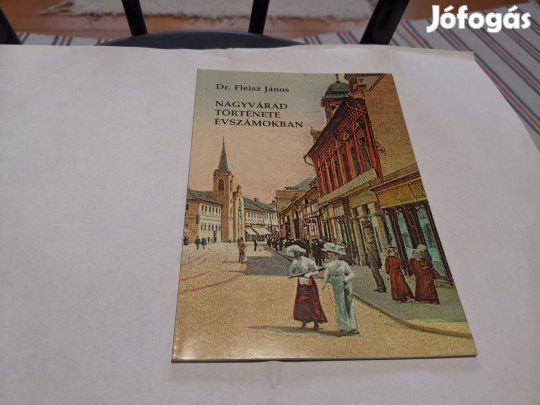 Jófogás
Dr. Fleisz János
NAGYVÁRAD
TÖRTÉNETE
ÉVSZÁMOKBAN